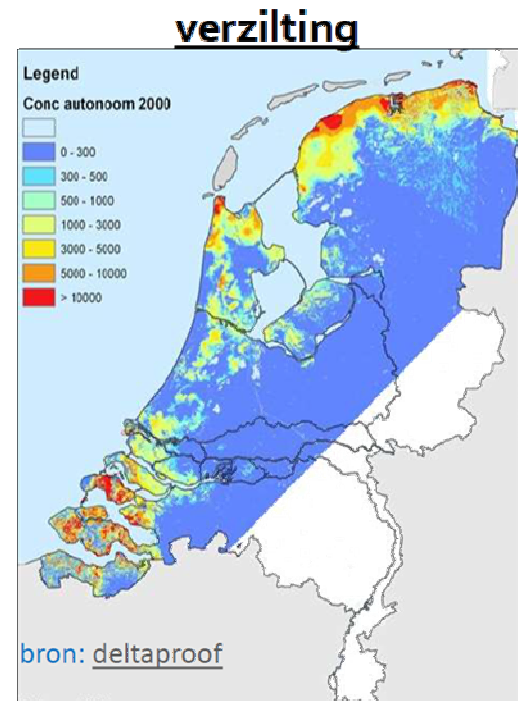 verzilting
Legend
Conc autonoom 2000
0 - 300
300 - 500
500 - 1000
1000 - 3000
3000 - 5000
5000 - 10000
> 10000
bron: deltaproof